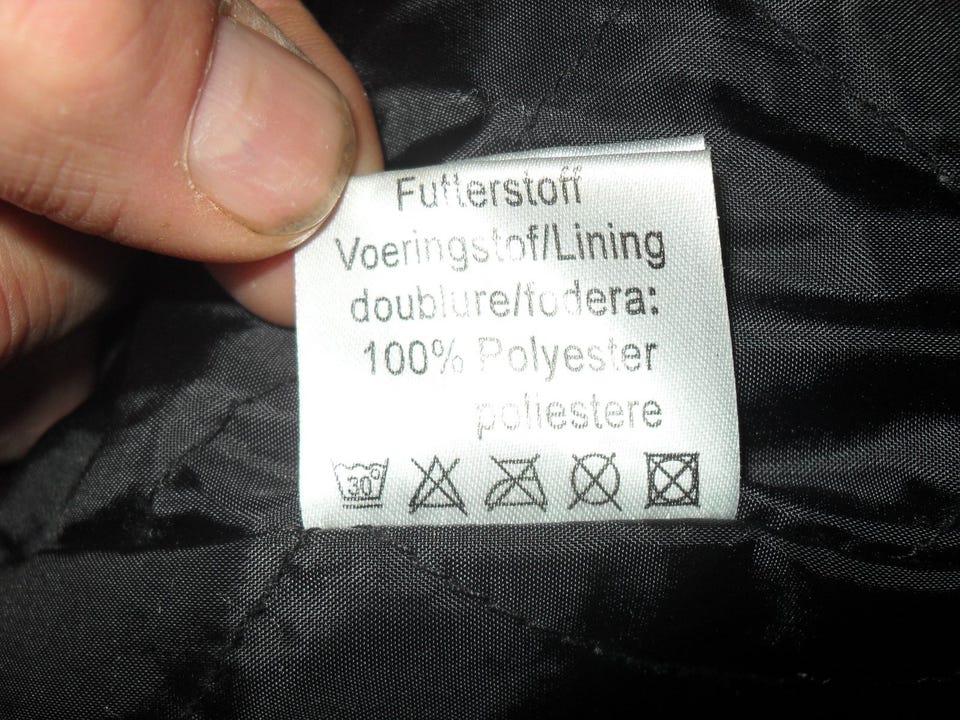 Futterstoff
Voeringstof/Lining
doublure/fodera:
100% Polyester
poliestere
30°